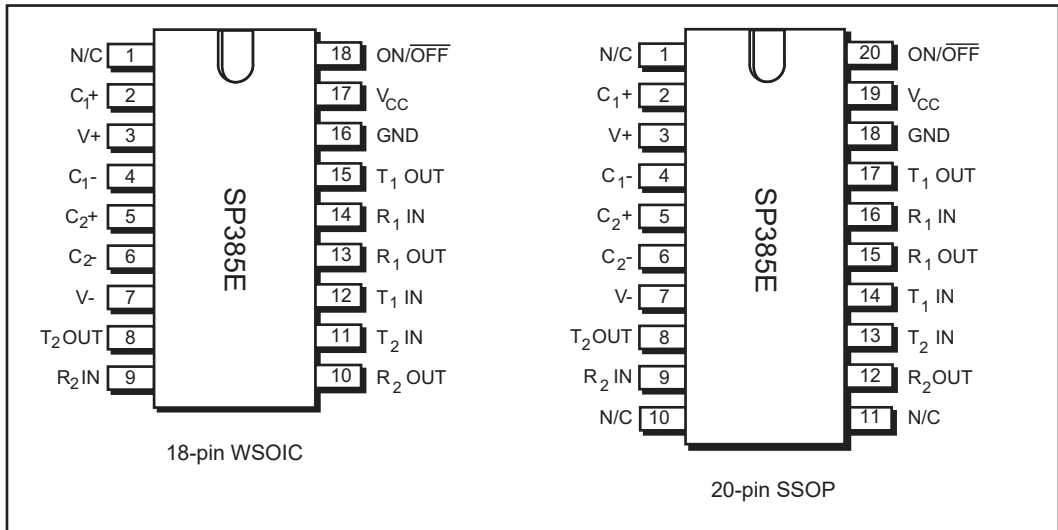 N/C 1
C1+ 2
V+ 3
C1- 4
C2+ 5
C2- 6
V- 7
T2OUT 8
R2IN 9
SP385E
18 ON/O̅F̅F̅
17 VCC
16 GND
15 T1 OUT
14 R1 IN
13 R1 OUT
12 T1 IN
11 T2 IN
10 R2 OUT
18-pin WSOIC
N/C 1
C1+ 2
V+ 3
C1- 4
C2+ 5
C2- 6
V- 7
T2OUT 8
R2 IN 9
N/C 10
SP385E
20 ON/O̅F̅F̅
19 VCC
18 GND
17 T1 OUT
16 R1 IN
15 R1 OUT
14 T1 IN
13 T2 IN
12 R2OUT
11 N/C
20-pin SSOP